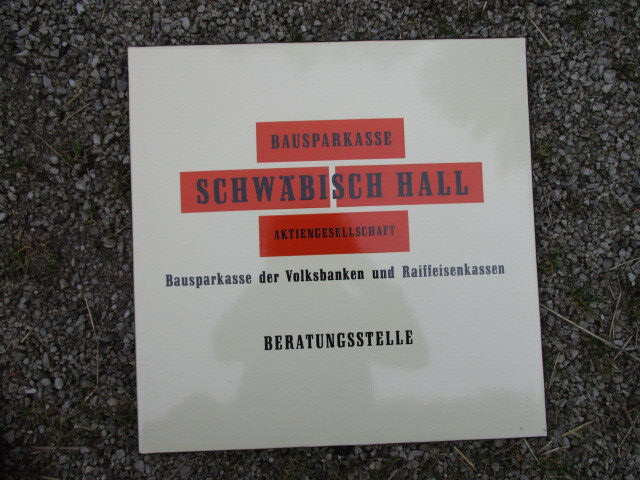 BAUSPARKASSE
SCHWÄBISCH HALL
AKTIENGESELLSCHAFT
Bausparkasse der Volksbanken und Raiffeisenkassen
BERATUNGSSTELLE